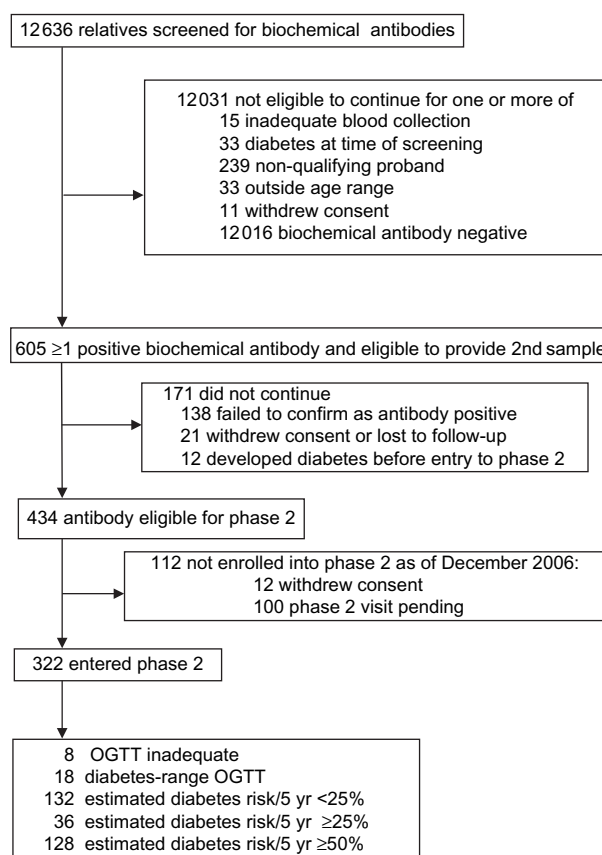 12 636 relatives screened for biochemical antibodies
12 031 not eligible to continue for one or more of
15 inadequate blood collection
33 diabetes at time of screening
239 non-qualifying proband
33 outside age range
11 withdrew consent
12 016 biochemical antibody negative
605 ≥1 positive biochemical antibody and eligible to provide 2nd sample
171 did not continue
138 failed to confirm as antibody positive
21 withdrew consent or lost to follow-up
12 developed diabetes before entry to phase 2
434 antibody eligible for phase 2
112 not enrolled into phase 2 as of December 2006:
12 withdrew consent
100 phase 2 visit pending
322 entered phase 2
8 OGTT inadequate
18 diabetes-range OGTT
132 estimated diabetes risk/5 yr <25%
36 estimated diabetes risk/5 yr ≥25%
128 estimated diabetes risk/5 yr ≥50%